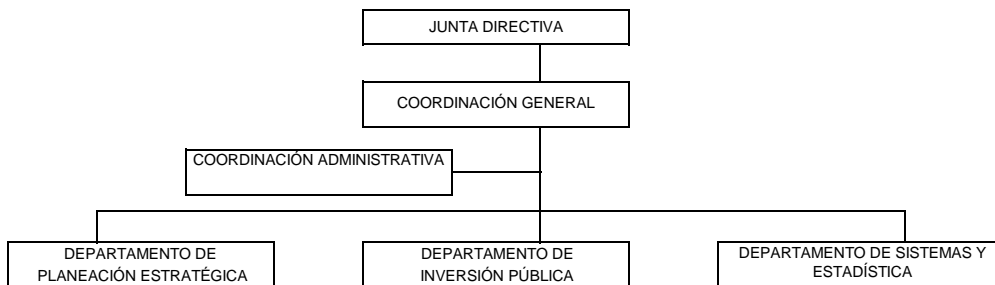 JUNTA DIRECTIVA
COORDINACIÓN GENERAL
COORDINACIÓN ADMINISTRATIVA
DEPARTAMENTO DE
PLANEACIÓN ESTRATÉGICA
DEPARTAMENTO DE
INVERSIÓN PÚBLICA
DEPARTAMENTO DE SISTEMAS Y
ESTADÍSTICA